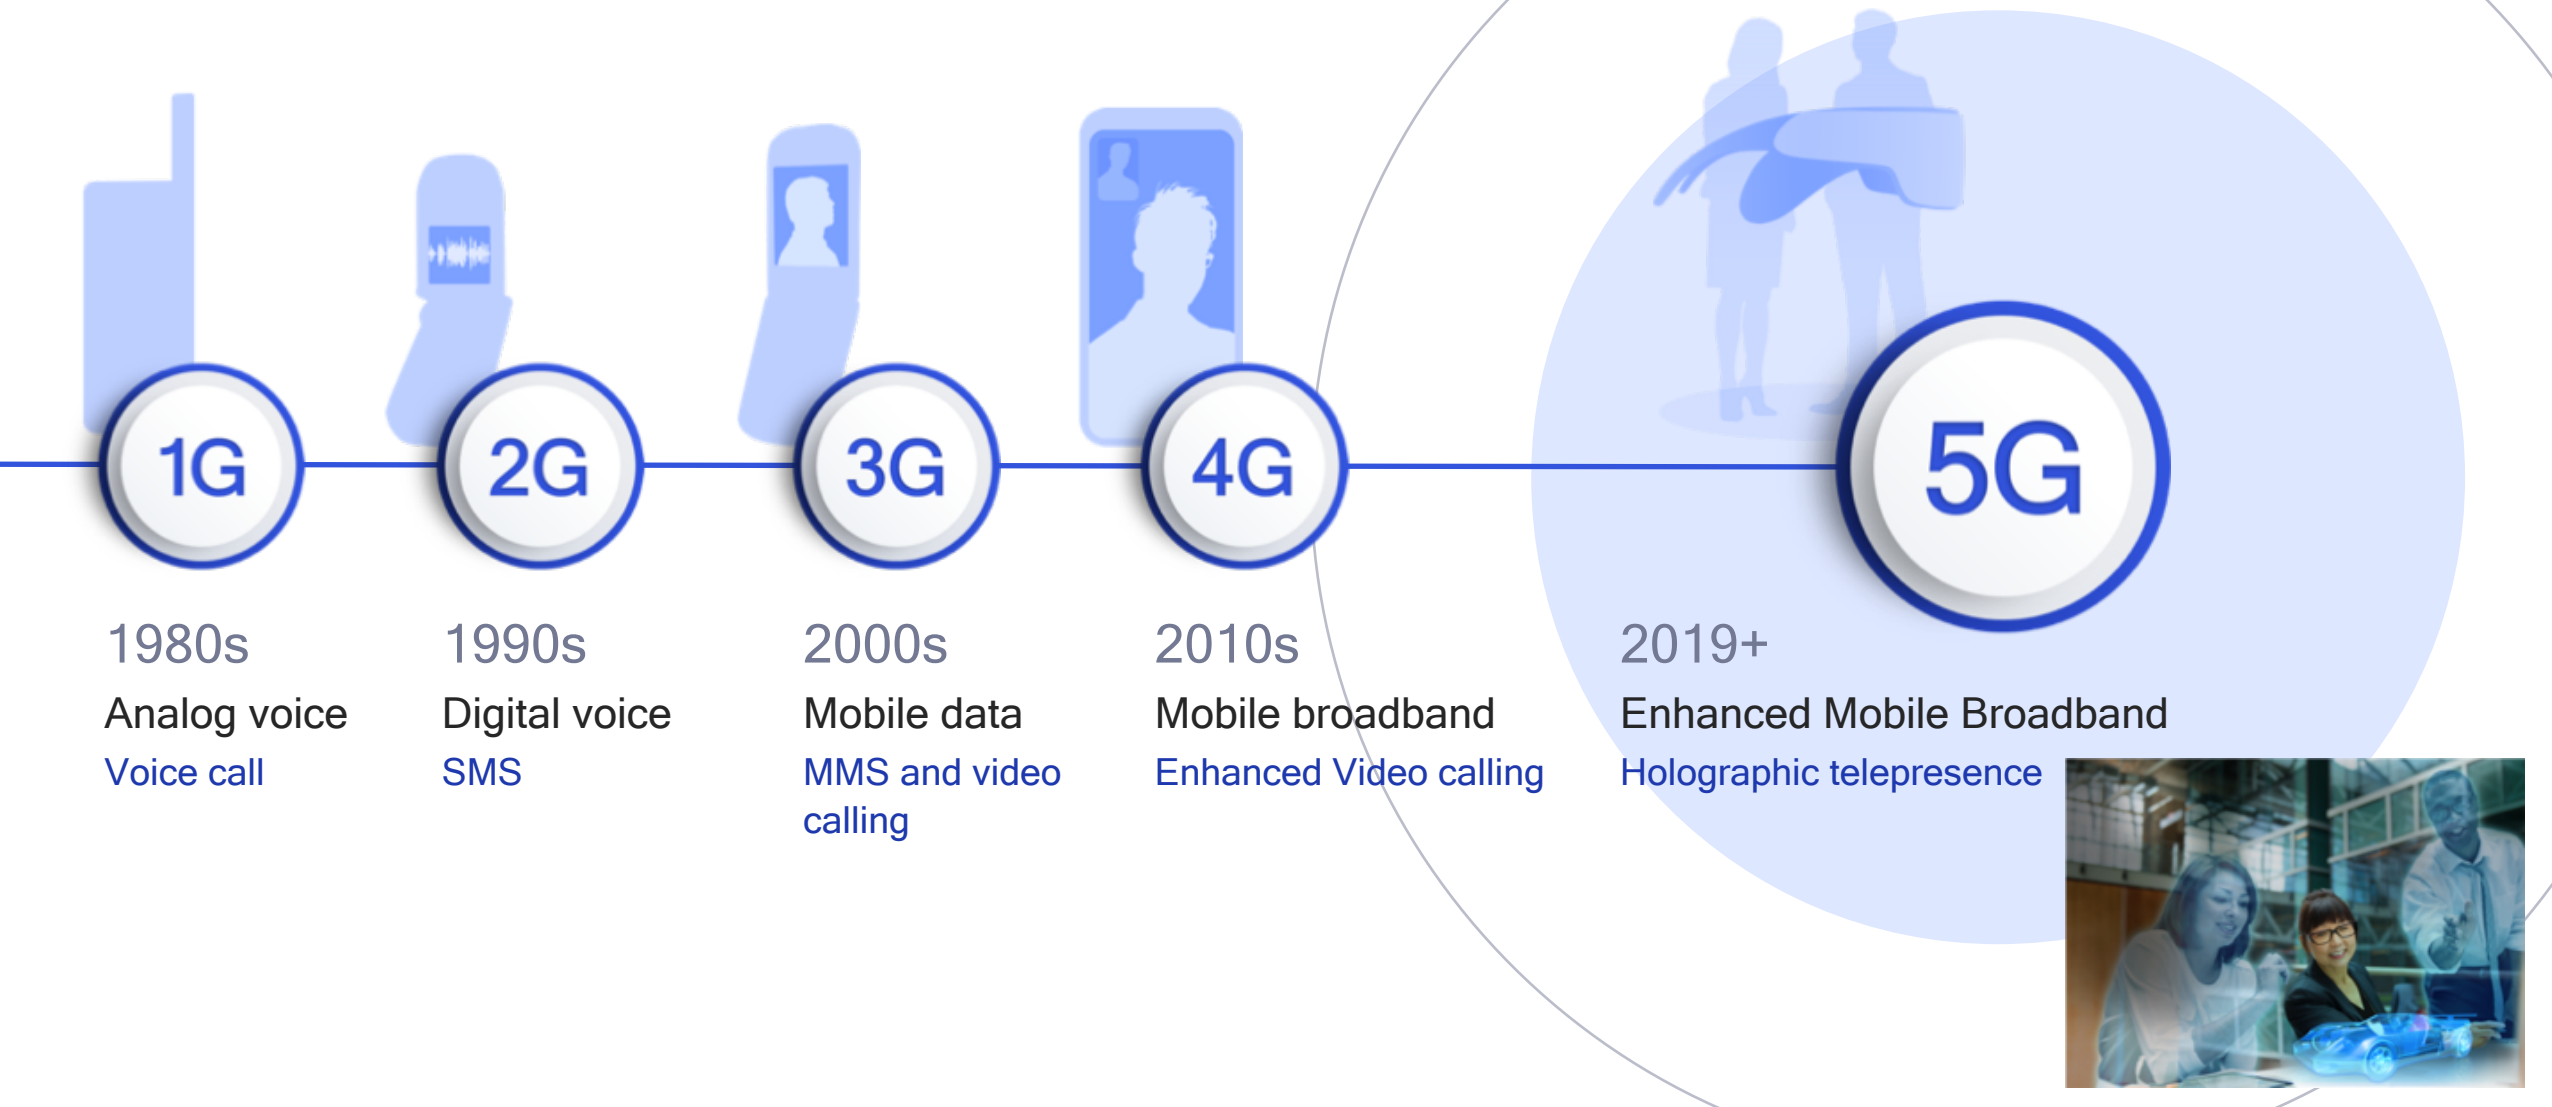 1G
2G
3G
4G
5G
1980s
Analog voice
Voice call
1990s
Digital voice
SMS
2000s
Mobile data
MMS and video
calling
2010s
Mobile broadband
Enhanced Video calling
2019+
Enhanced Mobile Broadband
Holographic telepresence